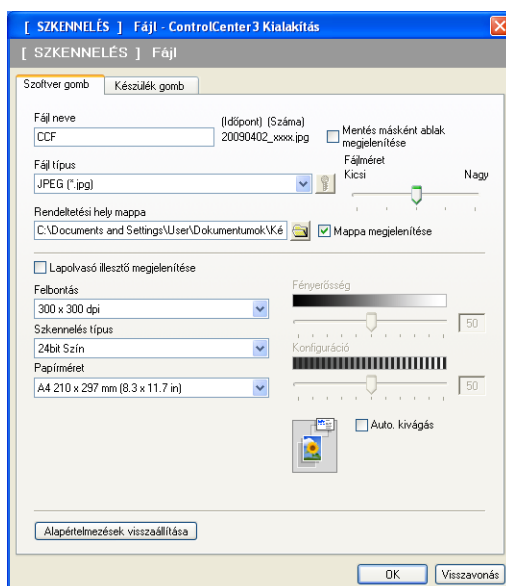 [ SZKENNELÉS ] Fájl - ControlCenter3 Kialakítás
[ SZKENNELÉS ] Fájl
Szoftver gomb Készülék gomb
Fájl neve
(Időpont) (Száma)
CCF
20090402_xxxx.jpg
Mentés másként ablak
megjelenítése
Fájl típus
Fájlméret
Kicsi Nagy
JPEG (*.jpg)
Rendeltetési hely mappa
C:\Documents and Settings\User\Dokumentumok\Ké
Mappa megjelenítése
Lapolvasó illesztő megjelenítése
Felbontás
Fényerősség
300 x 300 dpi
50
Szkennelés típus
24bit Szín
Konfiguráció
Papírméret
A4 210 x 297 mm (8.3 x 11.7 in)
50
Auto. kivágás
Alapértelmezések visszaállítása
OK Visszavonás